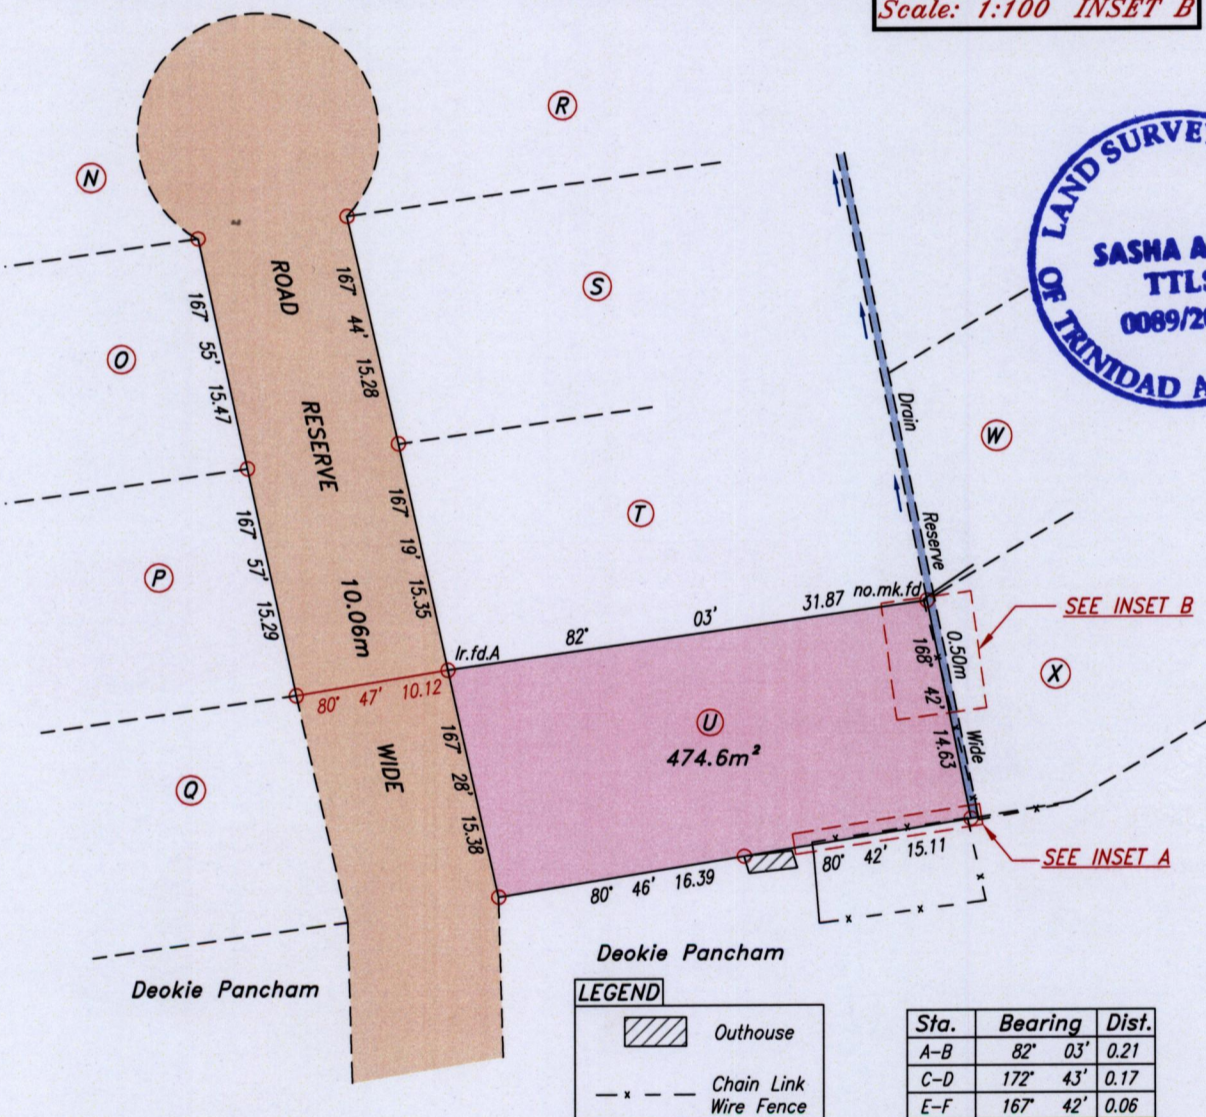 Scale: 1:100 INSET B
R
N
LAND SURVE
SASHA A
TTLS
0089/20
OF TRINIDAD A
S
O
ROAD
RESERVE
10.06m
WIDE
167° 44' 15.28
167° 55' 15.47
Drain
Reserve
0.50m
Wide
W
T
167° 19' 15.35
P
167° 57' 15.29
82° 03' 31.87 no.mk.fd
SEE INSET B
Ir.fd.A
80° 47' 10.12
168° 42' 14.63
X
U
474.6m²
Q
167° 28' 15.38
80° 42' 15.11
SEE INSET A
80° 46' 16.39
Deokie Pancham
Deokie Pancham
LEGEND
Outhouse
Chain Link
Wire Fence
Sta. Bearing Dist.
A-B 82° 03' 0.21
C-D 172° 43' 0.17
E-F 167° 42' 0.06